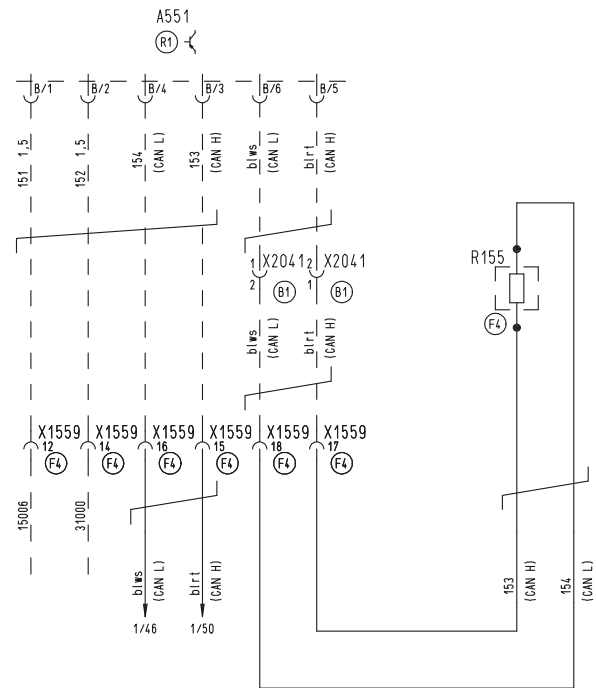 A551
R1
B/1 B/2 B/4 B/3 B/6 B/5
151 1,5
152 1,5
154 (CAN L)
153 (CAN H)
blws (CAN L)
blrt (CAN H)
R155
F4
1 X2041 2 X2041
2 B1 1 B1
blws (CAN L)
blrt (CAN H)
X1559 X1559 X1559 X1559 X1559 X1559
12 14 16 15 18 17
F4 F4 F4 F4 F4 F4
15006
31000
blws (CAN L)
blrt (CAN H)
153 (CAN H)
154 (CAN L)
1/46 1/50